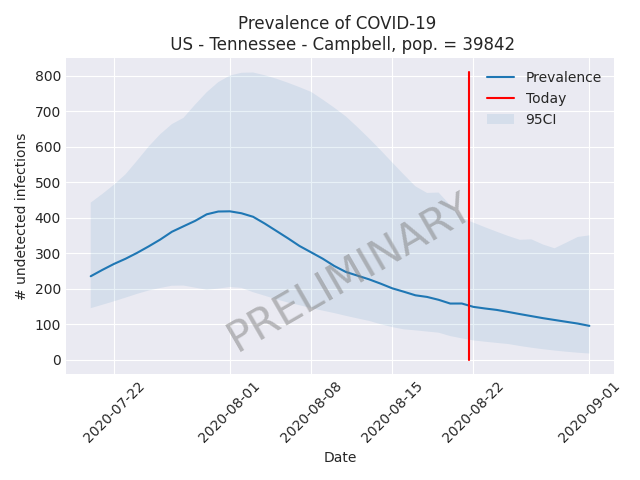 Prevalence of COVID-19
US - Tennessee - Campbell, pop. = 39842
800
700
600
500
400
300
200
100
0
# undetected infections
Prevalence
Today
95CI
PRELIMINARY
2020-07-22
2020-08-01
2020-08-08
2020-08-15
2020-08-22
2020-09-01
Date